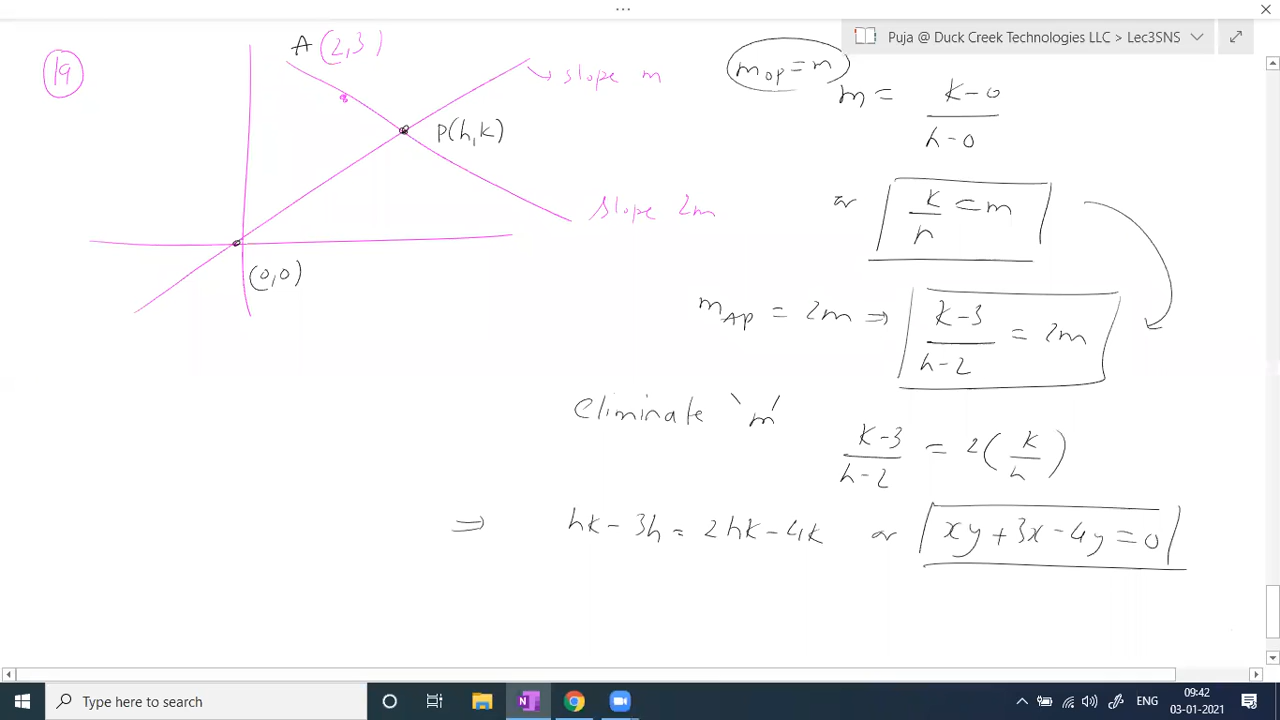 Puja @ Duck Creek Technologies LLC > Lec3SNS
19
A (2,3)
slope m
P(h,k)
slope 2m
(0,0)
m_OP = m
m = (k-0)/(h-0)
or k/h = m
m_AP = 2m ⇒ (k-3)/(h-2) = 2m
Eliminate 'm'
(k-3)/(h-2) = 2(k/h)
⇒ hk - 3h = 2hk - 4k or xy + 3x - 4y = 0
Type here to search
ENG
09:42
03-01-2021